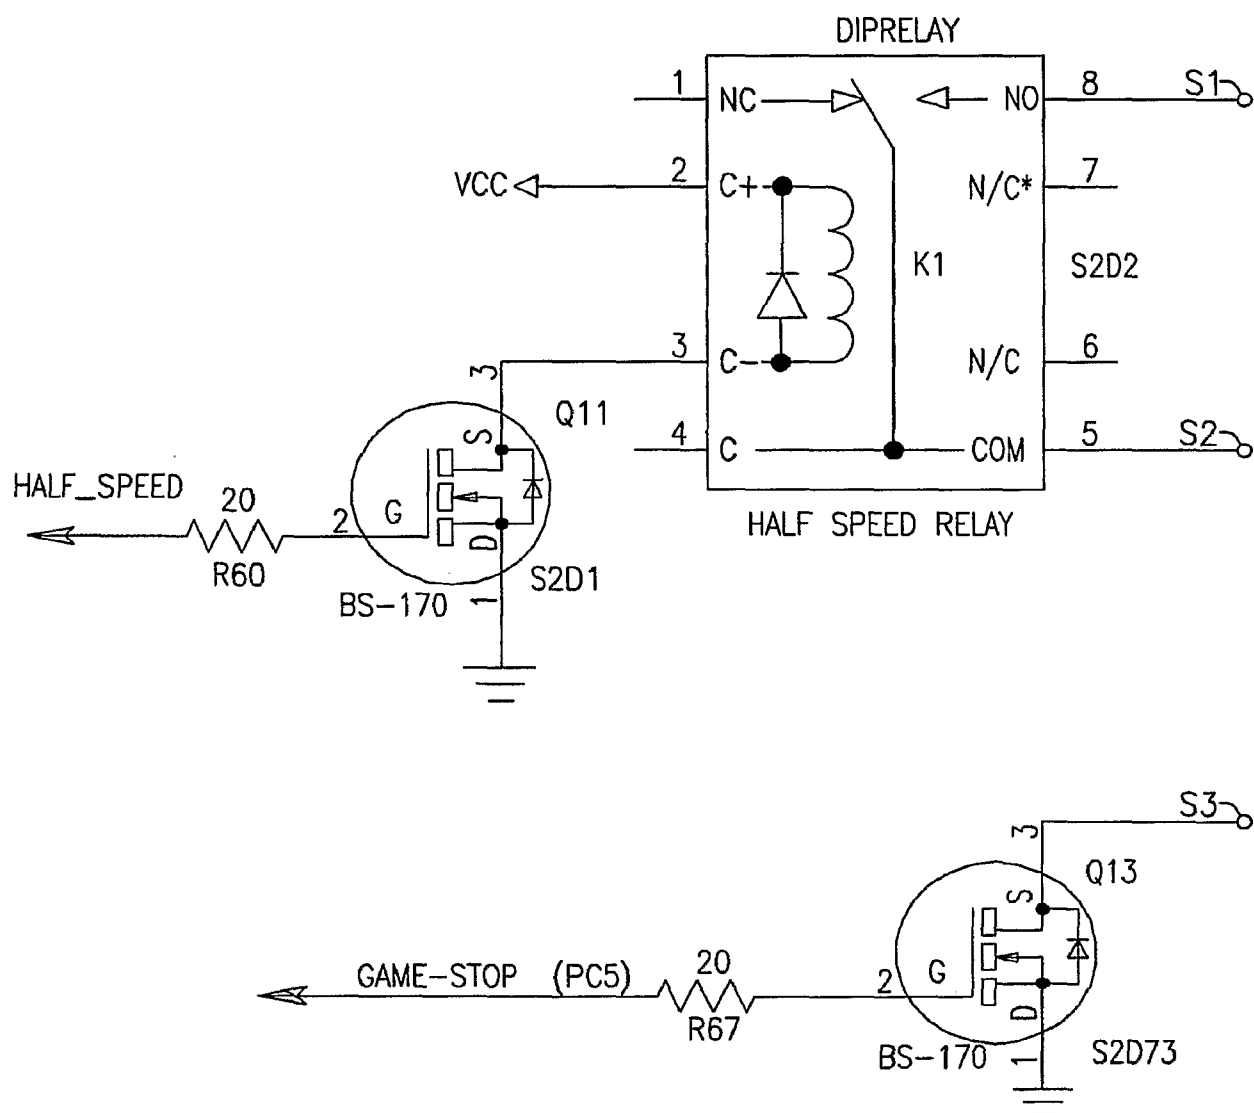 DIPRELAY
1 NC NO 8 S1
VCC 2 C+ N/C* 7
K1 S2D2
3 C- N/C 6
3 Q11
4 C COM 5 S2
S
HALF_SPEED 20 2 G
HALF SPEED RELAY
D
R60 S2D1
BS-170 1
S3
3
Q13
S
GAME-STOP (PC5) 20 2 G
R67 D
BS-170 1 S2D73